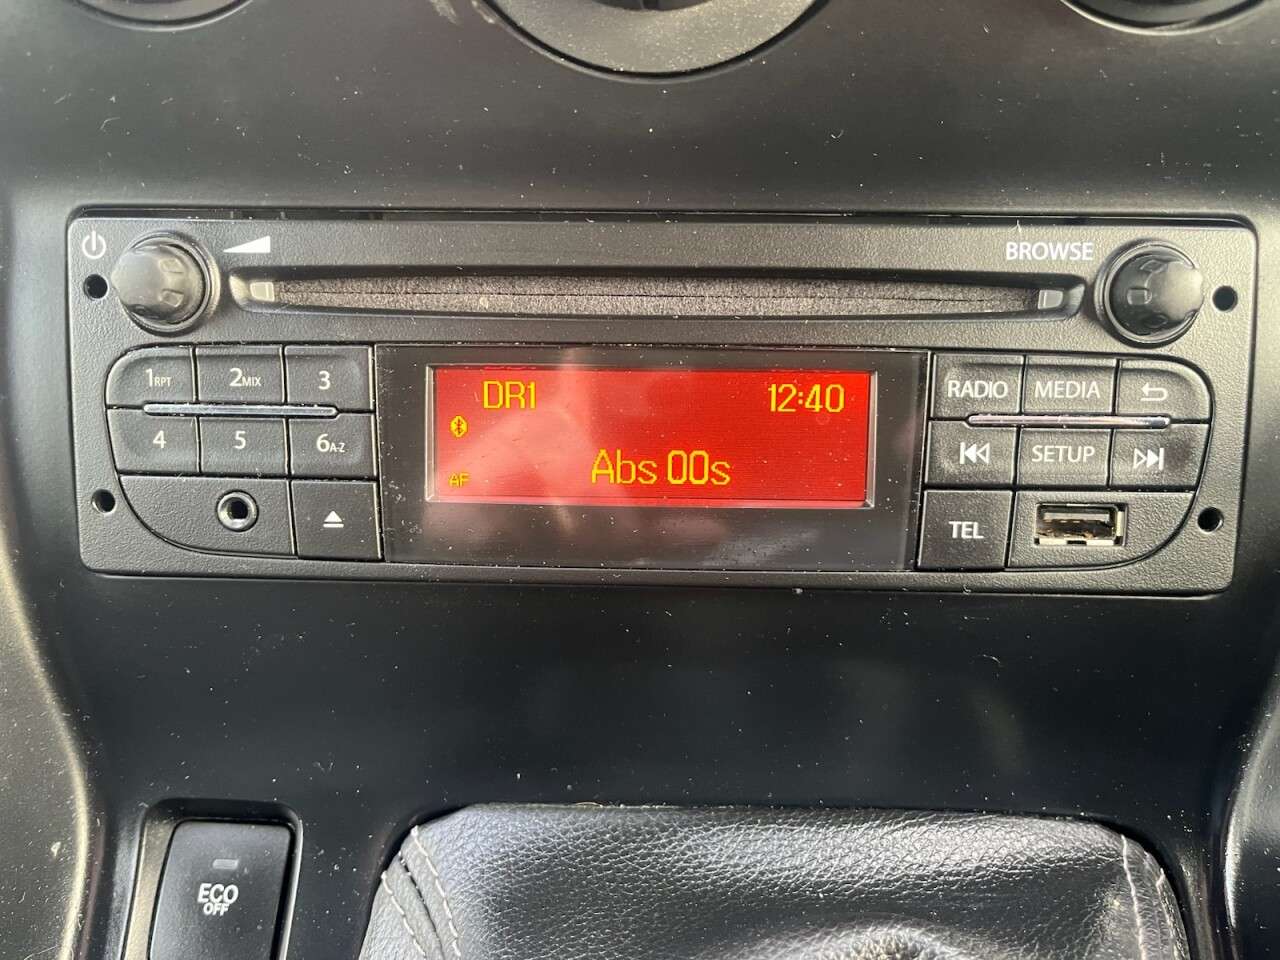 BROWSE
1RPT 2MIX 3
4 5 6A-Z
DR1 12:40
AF
Abs 00s
RADIO MEDIA
SETUP
TEL
ECO
OFF